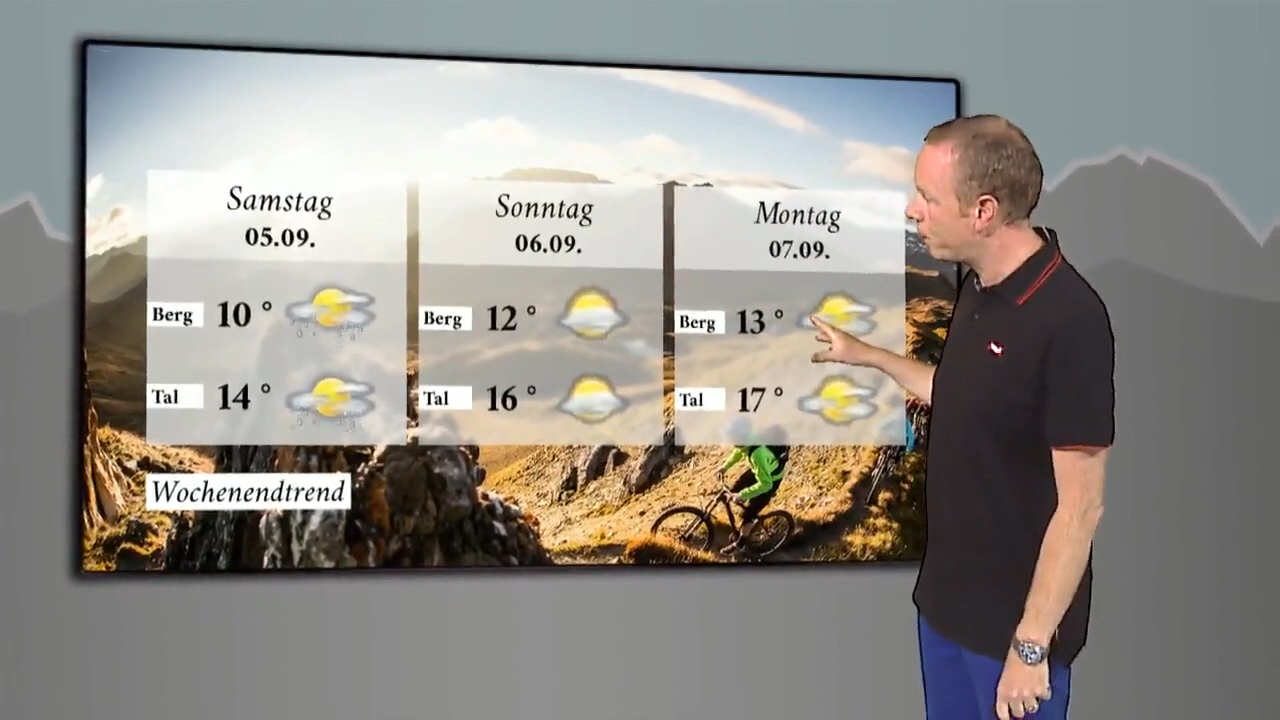 Samstag
05.09.
Berg 10 °
Tal 14 °
Sonntag
06.09.
Berg 12 °
Tal 16 °
Montag
07.09.
Berg 13 °
Tal 17 °
Wochenendtrend